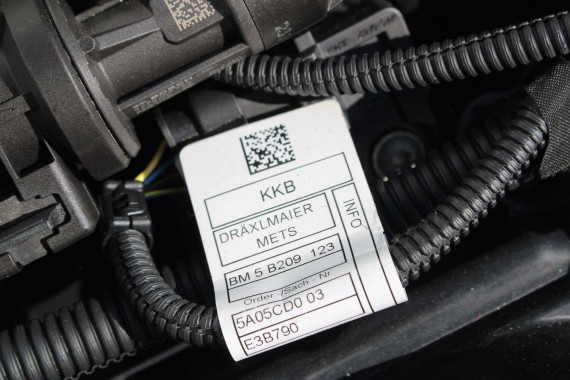 KKB
DRÄXLMAIER
METS
INFO
BM 5 B209 123
Order /Sach - Nr
5A05CD0 03
E3B790